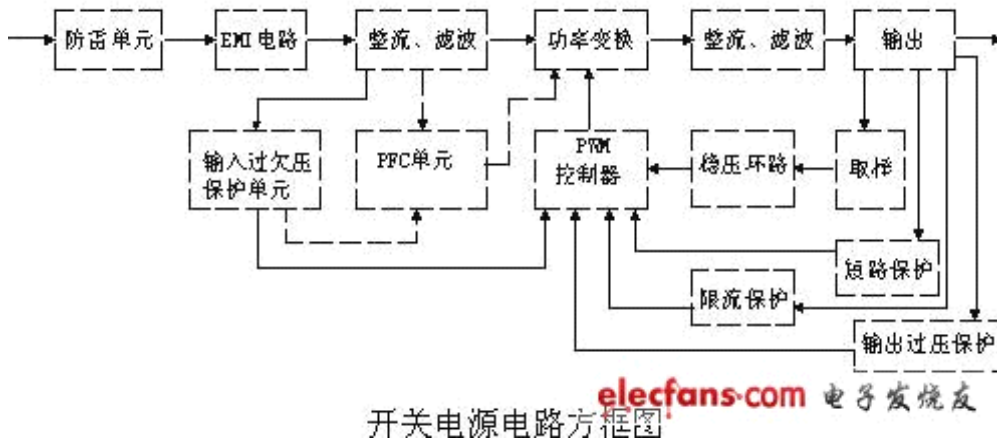 防雷单元
EMI电路
整流、滤波
功率变换
整流、滤波
输出
输入过欠压
保护单元
PFC单元
PWM
控制器
稳压环路
取样
短路保护
限流保护
输出过压保护
elecfans·com 电子发烧友
开关电源电路方框图